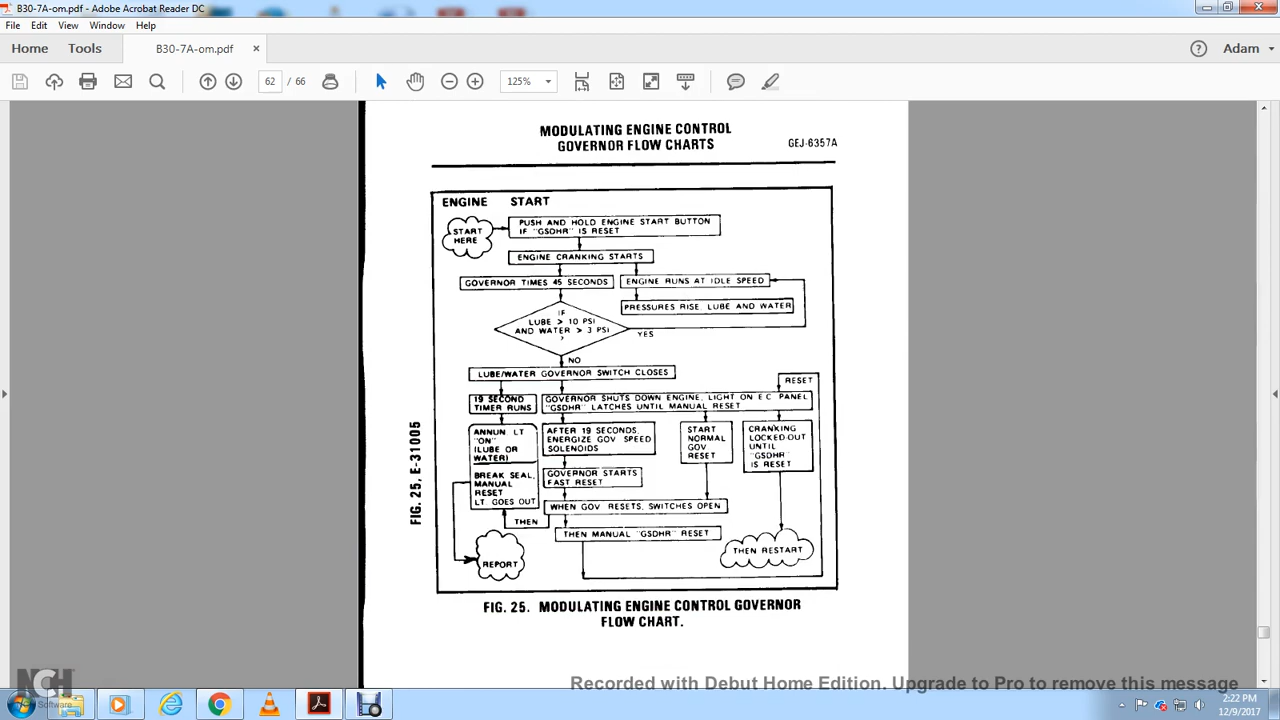 B30-7A-om.pdf - Adobe Acrobat Reader DC
File Edit View Window Help
Home Tools B30-7A-om.pdf × ? Adam
62 / 66 125%
MODULATING ENGINE CONTROL
GOVERNOR FLOW CHARTS
GEJ-6357A
ENGINE START
START
HERE
PUSH AND HOLD ENGINE START BUTTON
IF "GSDHR" IS RESET
ENGINE CRANKING STARTS
GOVERNOR TIMES 45 SECONDS
ENGINE RUNS AT IDLE SPEED
PRESSURES RISE, LUBE AND WATER
IF
LUBE > 10 PSI
AND WATER > 3 PSI
?
YES
NO
LUBE/WATER GOVERNOR SWITCH CLOSES
RESET
19 SECOND
TIMER RUNS
GOVERNOR SHUTS DOWN ENGINE, LIGHT ON E.C PANEL
"GSDHR" LATCHES UNTIL MANUAL RESET
ANNUN LT
"ON"
(LUBE OR
WATER)
BREAK SEAL,
MANUAL
RESET
LT. GOES OUT
AFTER 19 SECONDS,
ENERGIZE GOV SPEED
SOLENOIDS
START
NORMAL
GOV
RESET
CRANKING
LOCKED-OUT
UNTIL
"GSDHR"
IS RESET
GOVERNOR STARTS
FAST RESET
WHEN GOV RESETS, SWITCHES OPEN
THEN
THEN MANUAL "GSDHR" RESET
REPORT
THEN RESTART
FIG. 25, E-31005
FIG. 25. MODULATING ENGINE CONTROL GOVERNOR
FLOW CHART.
NCH
Software
Recorded with Debut Home Edition. Upgrade to Pro to remove this message
2:22 PM
12/9/2017